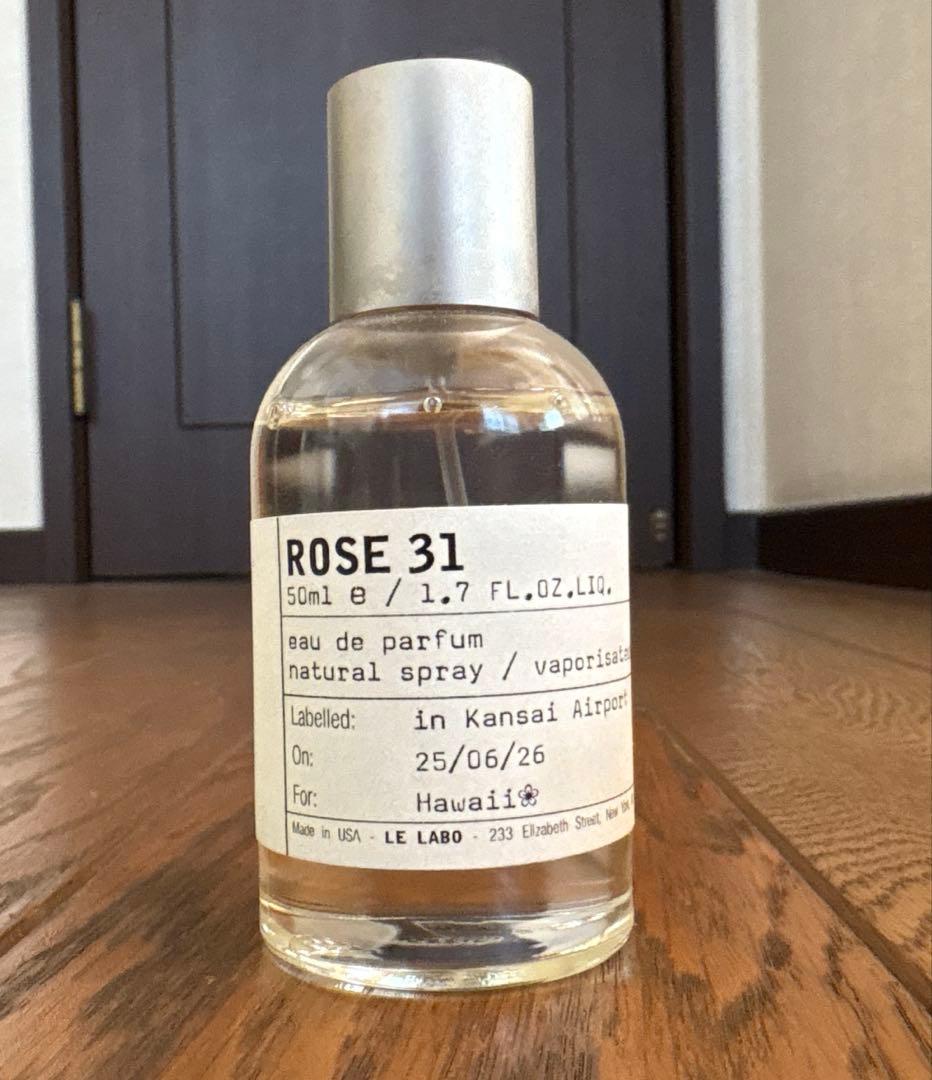 ROSE 31
50ml e / 1.7 FL.OZ.LIQ.
eau de parfum
natural spray /
Labelled: in Kansai Airport
On: 25/06/26
For: Hawaii
Made in USA - LE LABO - 233 Elizabeth Street, New York,